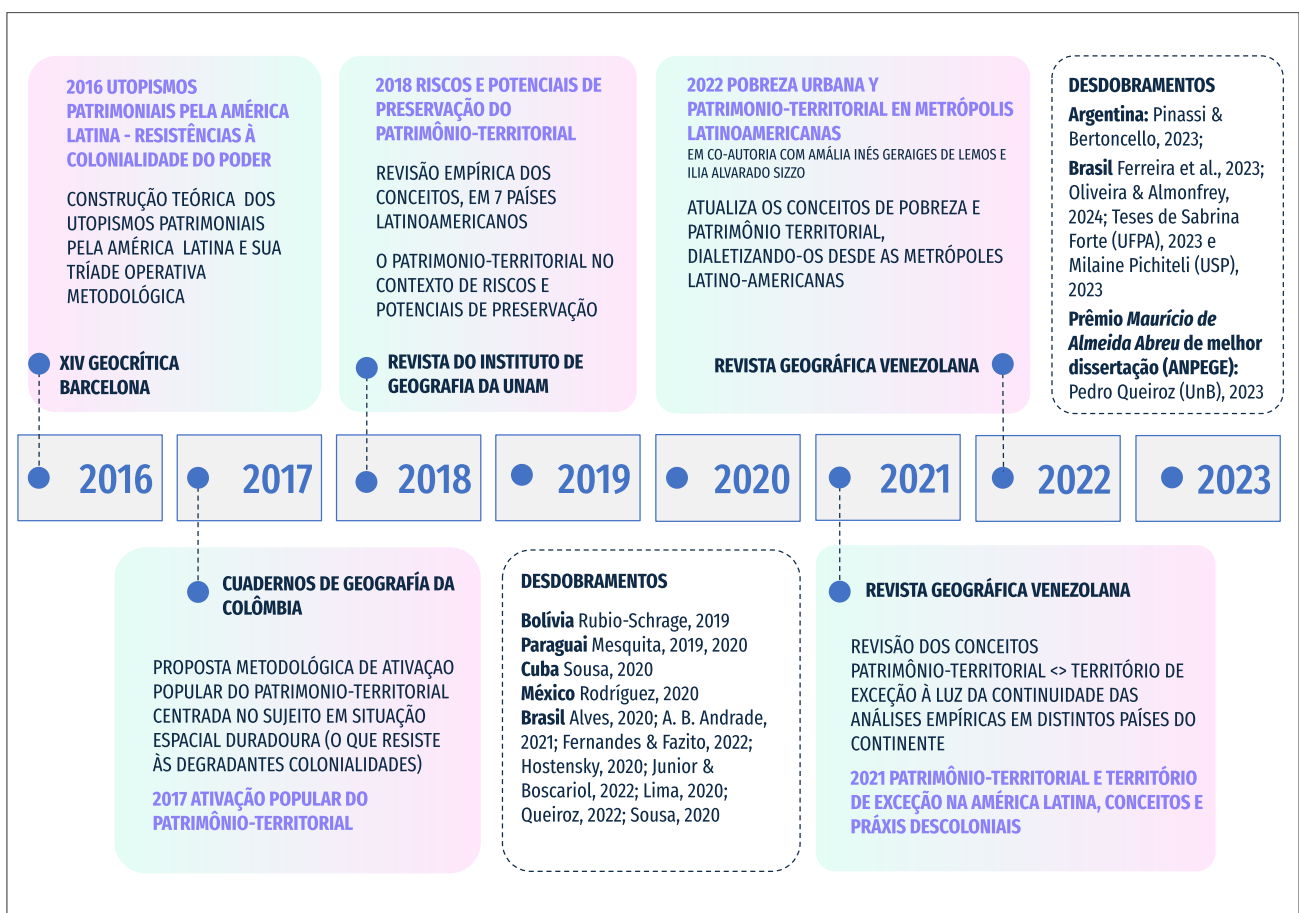 2016 UTOPISMOS
PATRIMONIAIS PELA AMÉRICA
LATINA - RESISTÊNCIAS À
COLONIALIDADE DO PODER
CONSTRUÇÃO TEÓRICA DOS
UTOPISMOS PATRIMONIAIS
PELA AMÉRICA LATINA E SUA
TRÍADE OPERATIVA
METODOLÓGICA
XIV GEOCRÍTICA
BARCELONA
2018 RISCOS E POTENCIAIS DE
PRESERVAÇÃO DO
PATRIMÔNIO-TERRITORIAL
REVISÃO EMPÍRICA DOS
CONCEITOS, EM 7 PAÍSES
LATINOAMERICANOS
O PATRIMONIO-TERRITORIAL NO
CONTEXTO DE RISCOS E
POTENCIAIS DE PRESERVAÇÃO
REVISTA DO INSTITUTO DE
GEOGRAFIA DA UNAM
2022 POBREZA URBANA Y
PATRIMONIO-TERRITORIAL EN METRÓPOLIS
LATINOAMERICANAS
EM CO-AUTORIA COM AMÁLIA INÉS GERAIGES DE LEMOS E
ILIA ALVARADO SIZZO
ATUALIZA OS CONCEITOS DE POBREZA E
PATRIMÔNIO TERRITORIAL,
DIALETIZANDO-OS DESDE AS METRÓPOLES
LATINO-AMERICANAS
REVISTA GEOGRÁFICA VENEZOLANA
DESDOBRAMENTOS
Argentina: Pinassi &
Bertoncello, 2023;
Brasil Ferreira et al., 2023;
Oliveira & Almonfrey,
2024; Teses de Sabrina
Forte (UFPA), 2023 e
Milaine Pichiteli (USP),
2023
Prêmio Maurício de
Almeida Abreu de melhor
dissertação (ANPEGE):
Pedro Queiroz (UnB), 2023
2016
2017
2018
2019
2020
2021
2022
2023
CUADERNOS DE GEOGRAFÍA DA
COLÔMBIA
PROPOSTA METODOLÓGICA DE ATIVAÇAO
POPULAR DO PATRIMONIO-TERRITORIAL
CENTRADA NO SUJEITO EM SITUAÇÃO
ESPACIAL DURADOURA (O QUE RESISTE
ÀS DEGRADANTES COLONIALIDADES)
2017 ATIVAÇÃO POPULAR DO
PATRIMÔNIO-TERRITORIAL
DESDOBRAMENTOS
Bolívia Rubio-Schrage, 2019
Paraguai Mesquita, 2019, 2020
Cuba Sousa, 2020
México Rodríguez, 2020
Brasil Alves, 2020; A. B. Andrade,
2021; Fernandes & Fazito, 2022;
Hostensky, 2020; Junior &
Boscariol, 2022; Lima, 2020;
Queiroz, 2022; Sousa, 2020
REVISTA GEOGRÁFICA VENEZOLANA
REVISÃO DOS CONCEITOS
PATRIMÔNIO-TERRITORIAL <> TERRITÓRIO DE
EXCEÇÃO À LUZ DA CONTINUIDADE DAS
ANÁLISES EMPÍRICAS EM DISTINTOS PAÍSES DO
CONTINENTE
2021 PATRIMÔNIO-TERRITORIAL E TERRITÓRIO
DE EXCEÇÃO NA AMÉRICA LATINA, CONCEITOS E
PRÁXIS DESCOLONIAIS